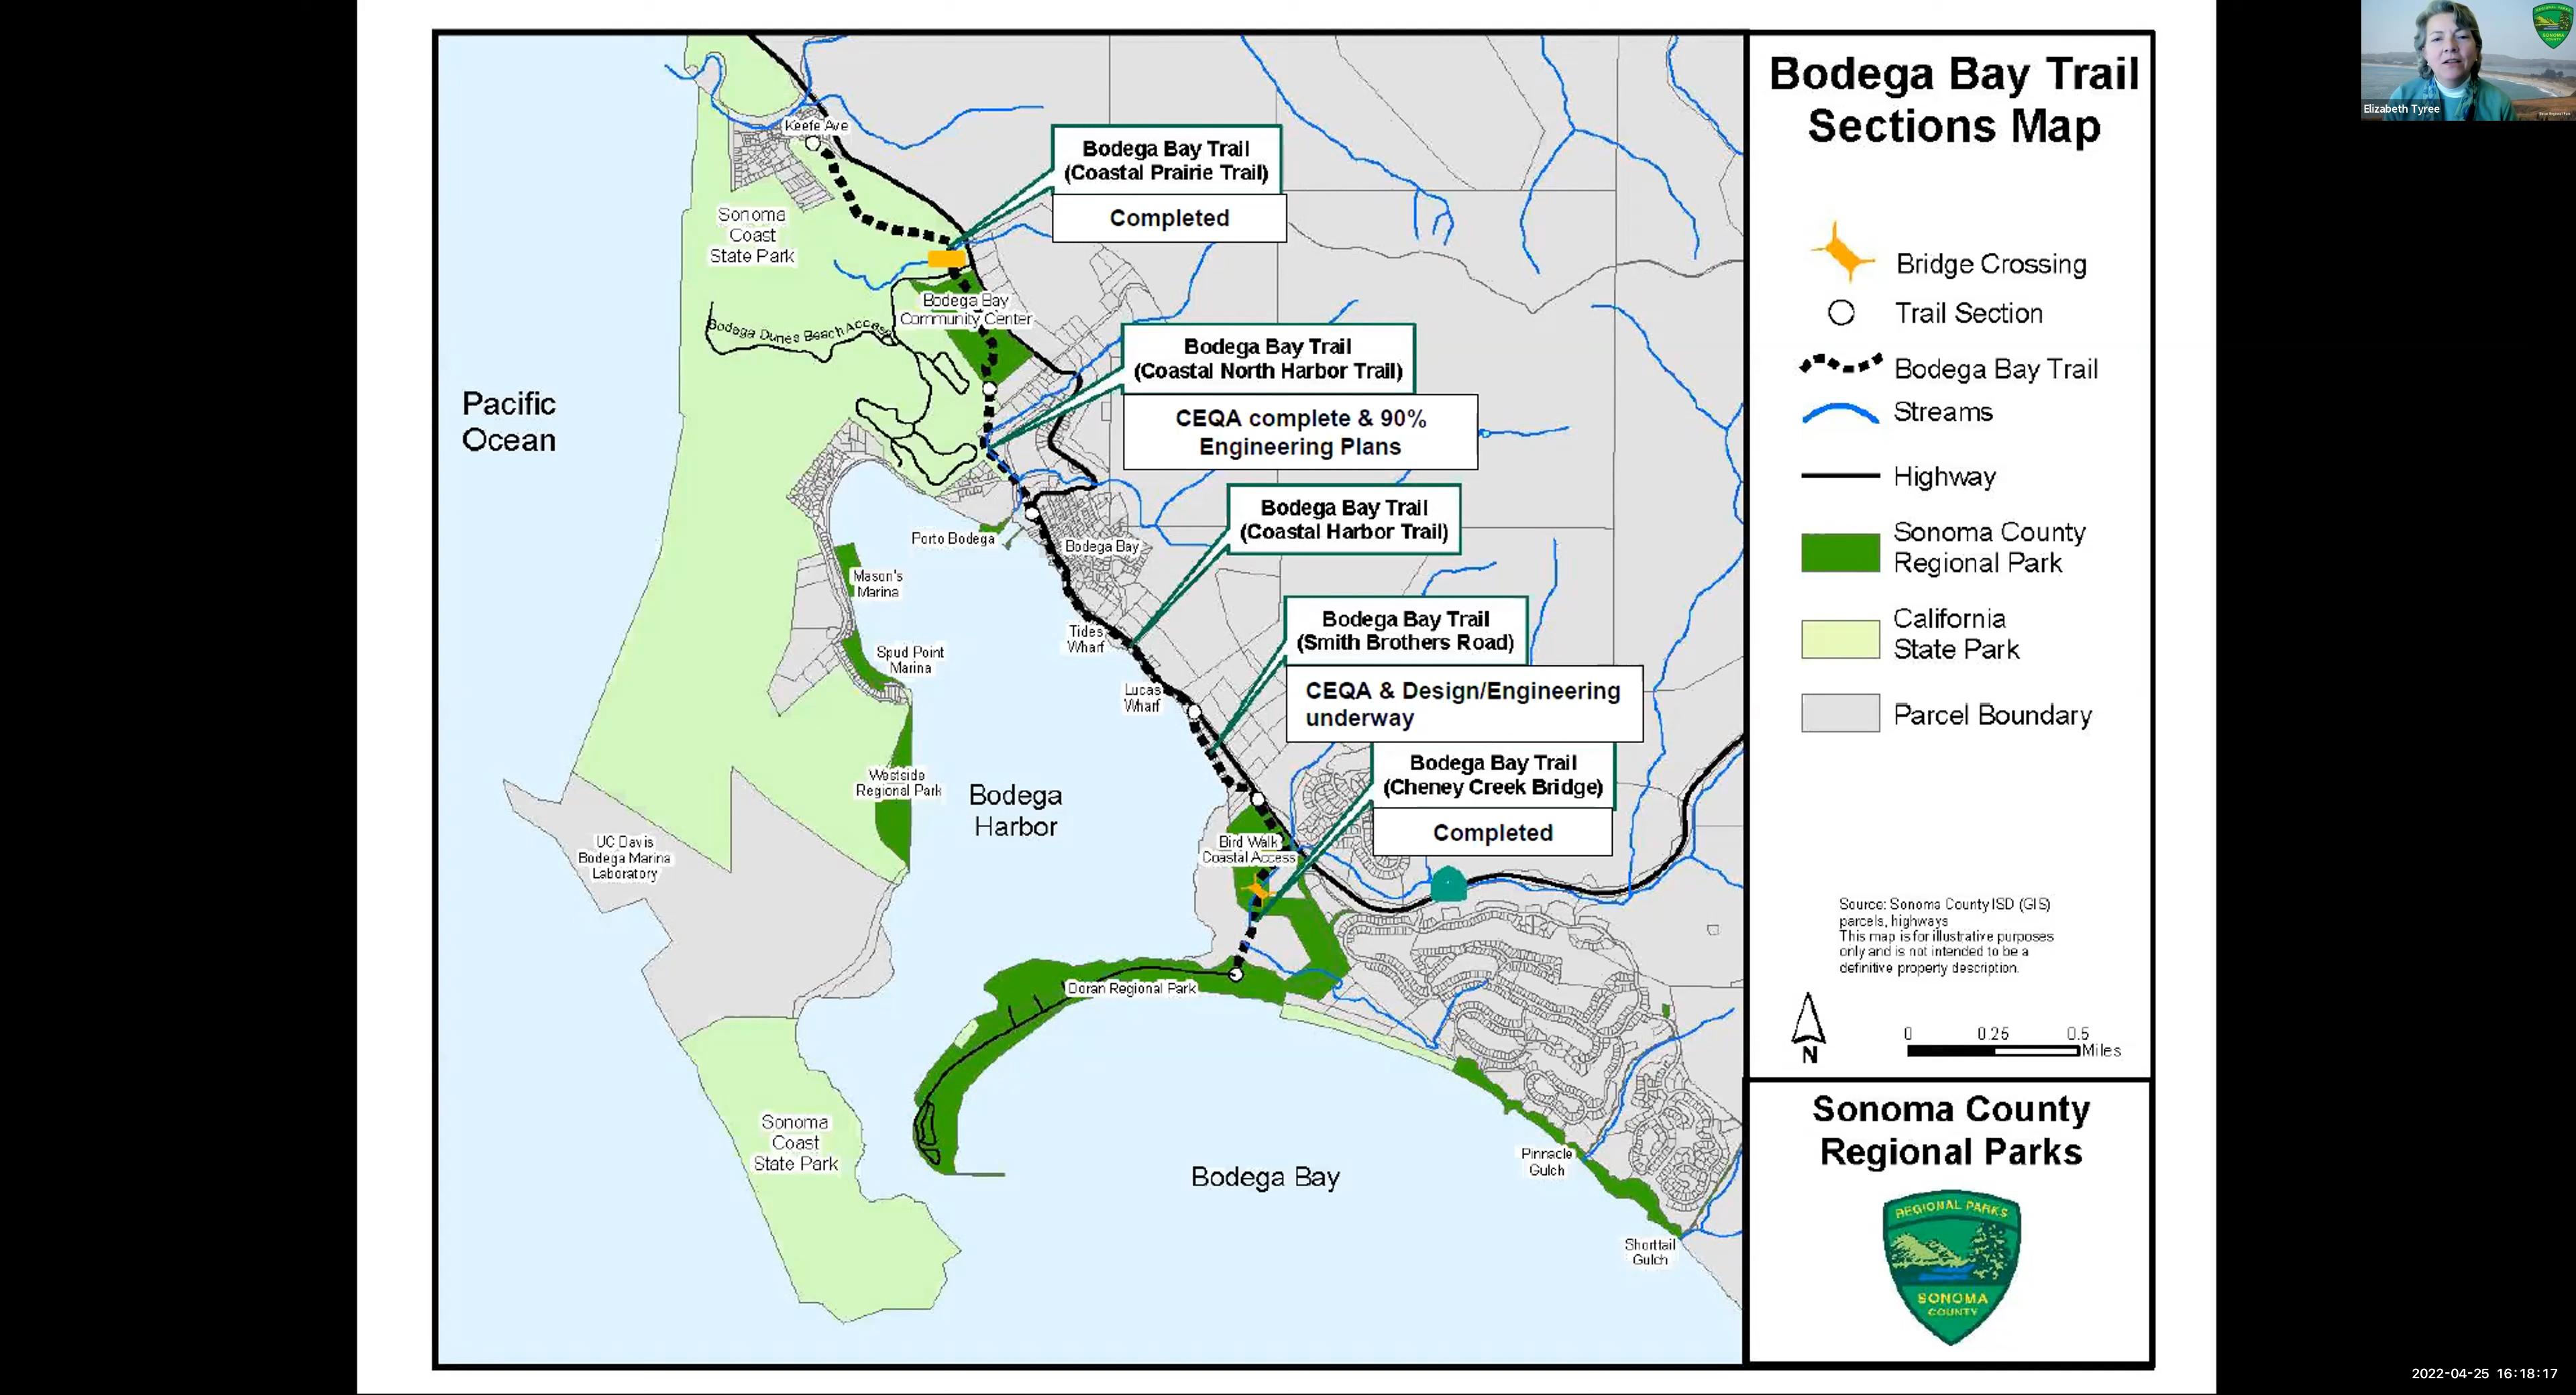 Bodega Bay Trail
Sections Map
Bridge Crossing
Trail Section
Bodega Bay Trail
Streams
Highway
Sonoma County
Regional Park
California
State Park
Parcel Boundary
Source: Sonoma County ISD (GIS)
parcels, highways
This map is for illustrative purposes
only and is not intended to be a
definitive property description.
N
0 0.25 0.5
Miles
Sonoma County
Regional Parks
REGIONAL PARKS
SONOMA
COUNTY
Keefe Ave
Bodega Bay Trail
(Coastal Prairie Trail)
Completed
Sonoma
Coast
State Park
Bodega Bay
Community Center
Bodega Dunes Beach Access
Bodega Bay Trail
(Coastal North Harbor Trail)
CEQA complete & 90%
Engineering Plans
Pacific
Ocean
Bodega Bay Trail
(Coastal Harbor Trail)
Porto Bodega
Bodega Bay
Mason's
Marina
Tides
Wharf
Spud Point
Marina
Bodega Bay Trail
(Smith Brothers Road)
CEQA & Design/Engineering
underway
Lucas
Wharf
Westside
Regional Park
Bodega
Harbor
Bodega Bay Trail
(Cheney Creek Bridge)
Completed
UC Davis
Bodega Marina
Laboratory
Bird Walk
Coastal Access
Doran Regional Park
Sonoma
Coast
State Park
Bodega Bay
Pinnacle
Gulch
Shorttail
Gulch
Elizabeth Tyree
2022-04-25 16:18:17